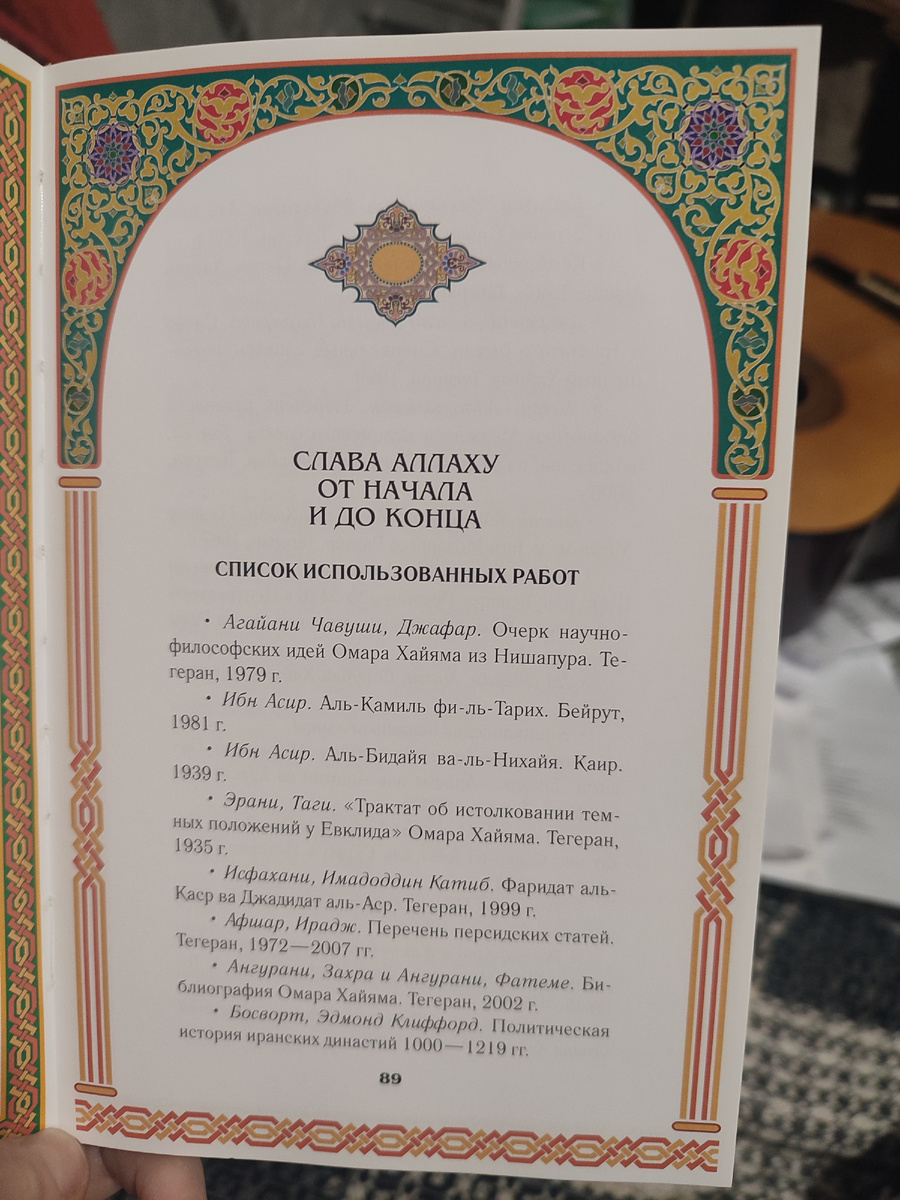 СЛАВА АЛЛАХУ
ОТ НАЧАЛА
И ДО КОНЦА
СПИСОК ИСПОЛЬЗОВАННЫХ РАБОТ
• Агайани Чавуши, Джафар. Очерк научно-
философских идей Омара Хайяма из Нишапура. Те-
геран, 1979 г.
• Ибн Асир. Аль-Камиль фи-ль-Тарих. Бейрут,
1981 г.
• Ибн Асир. Аль-Бидайя ва-ль-Нихайя. Каир.
1939 г.
• Эрани, Таги. «Трактат об истолковании тем-
ных положений у Евклида» Омара Хайяма. Тегеран,
1935 г.
• Исфахани, Имадоддин Катиб. Фаридат аль-
Каср ва Джадидат аль-Аср. Тегеран, 1999 г.
• Афшар, Ирадж. Перечень персидских статей.
Тегеран, 1972—2007 гг.
• Ангурани, Захра и Ангурани, Фатеме. Би-
блиография Омара Хайяма. Тегеран, 2002 г.
• Босворт, Эдмонд Клиффорд. Политическая
история иранских династий 1000—1219 гг.
89